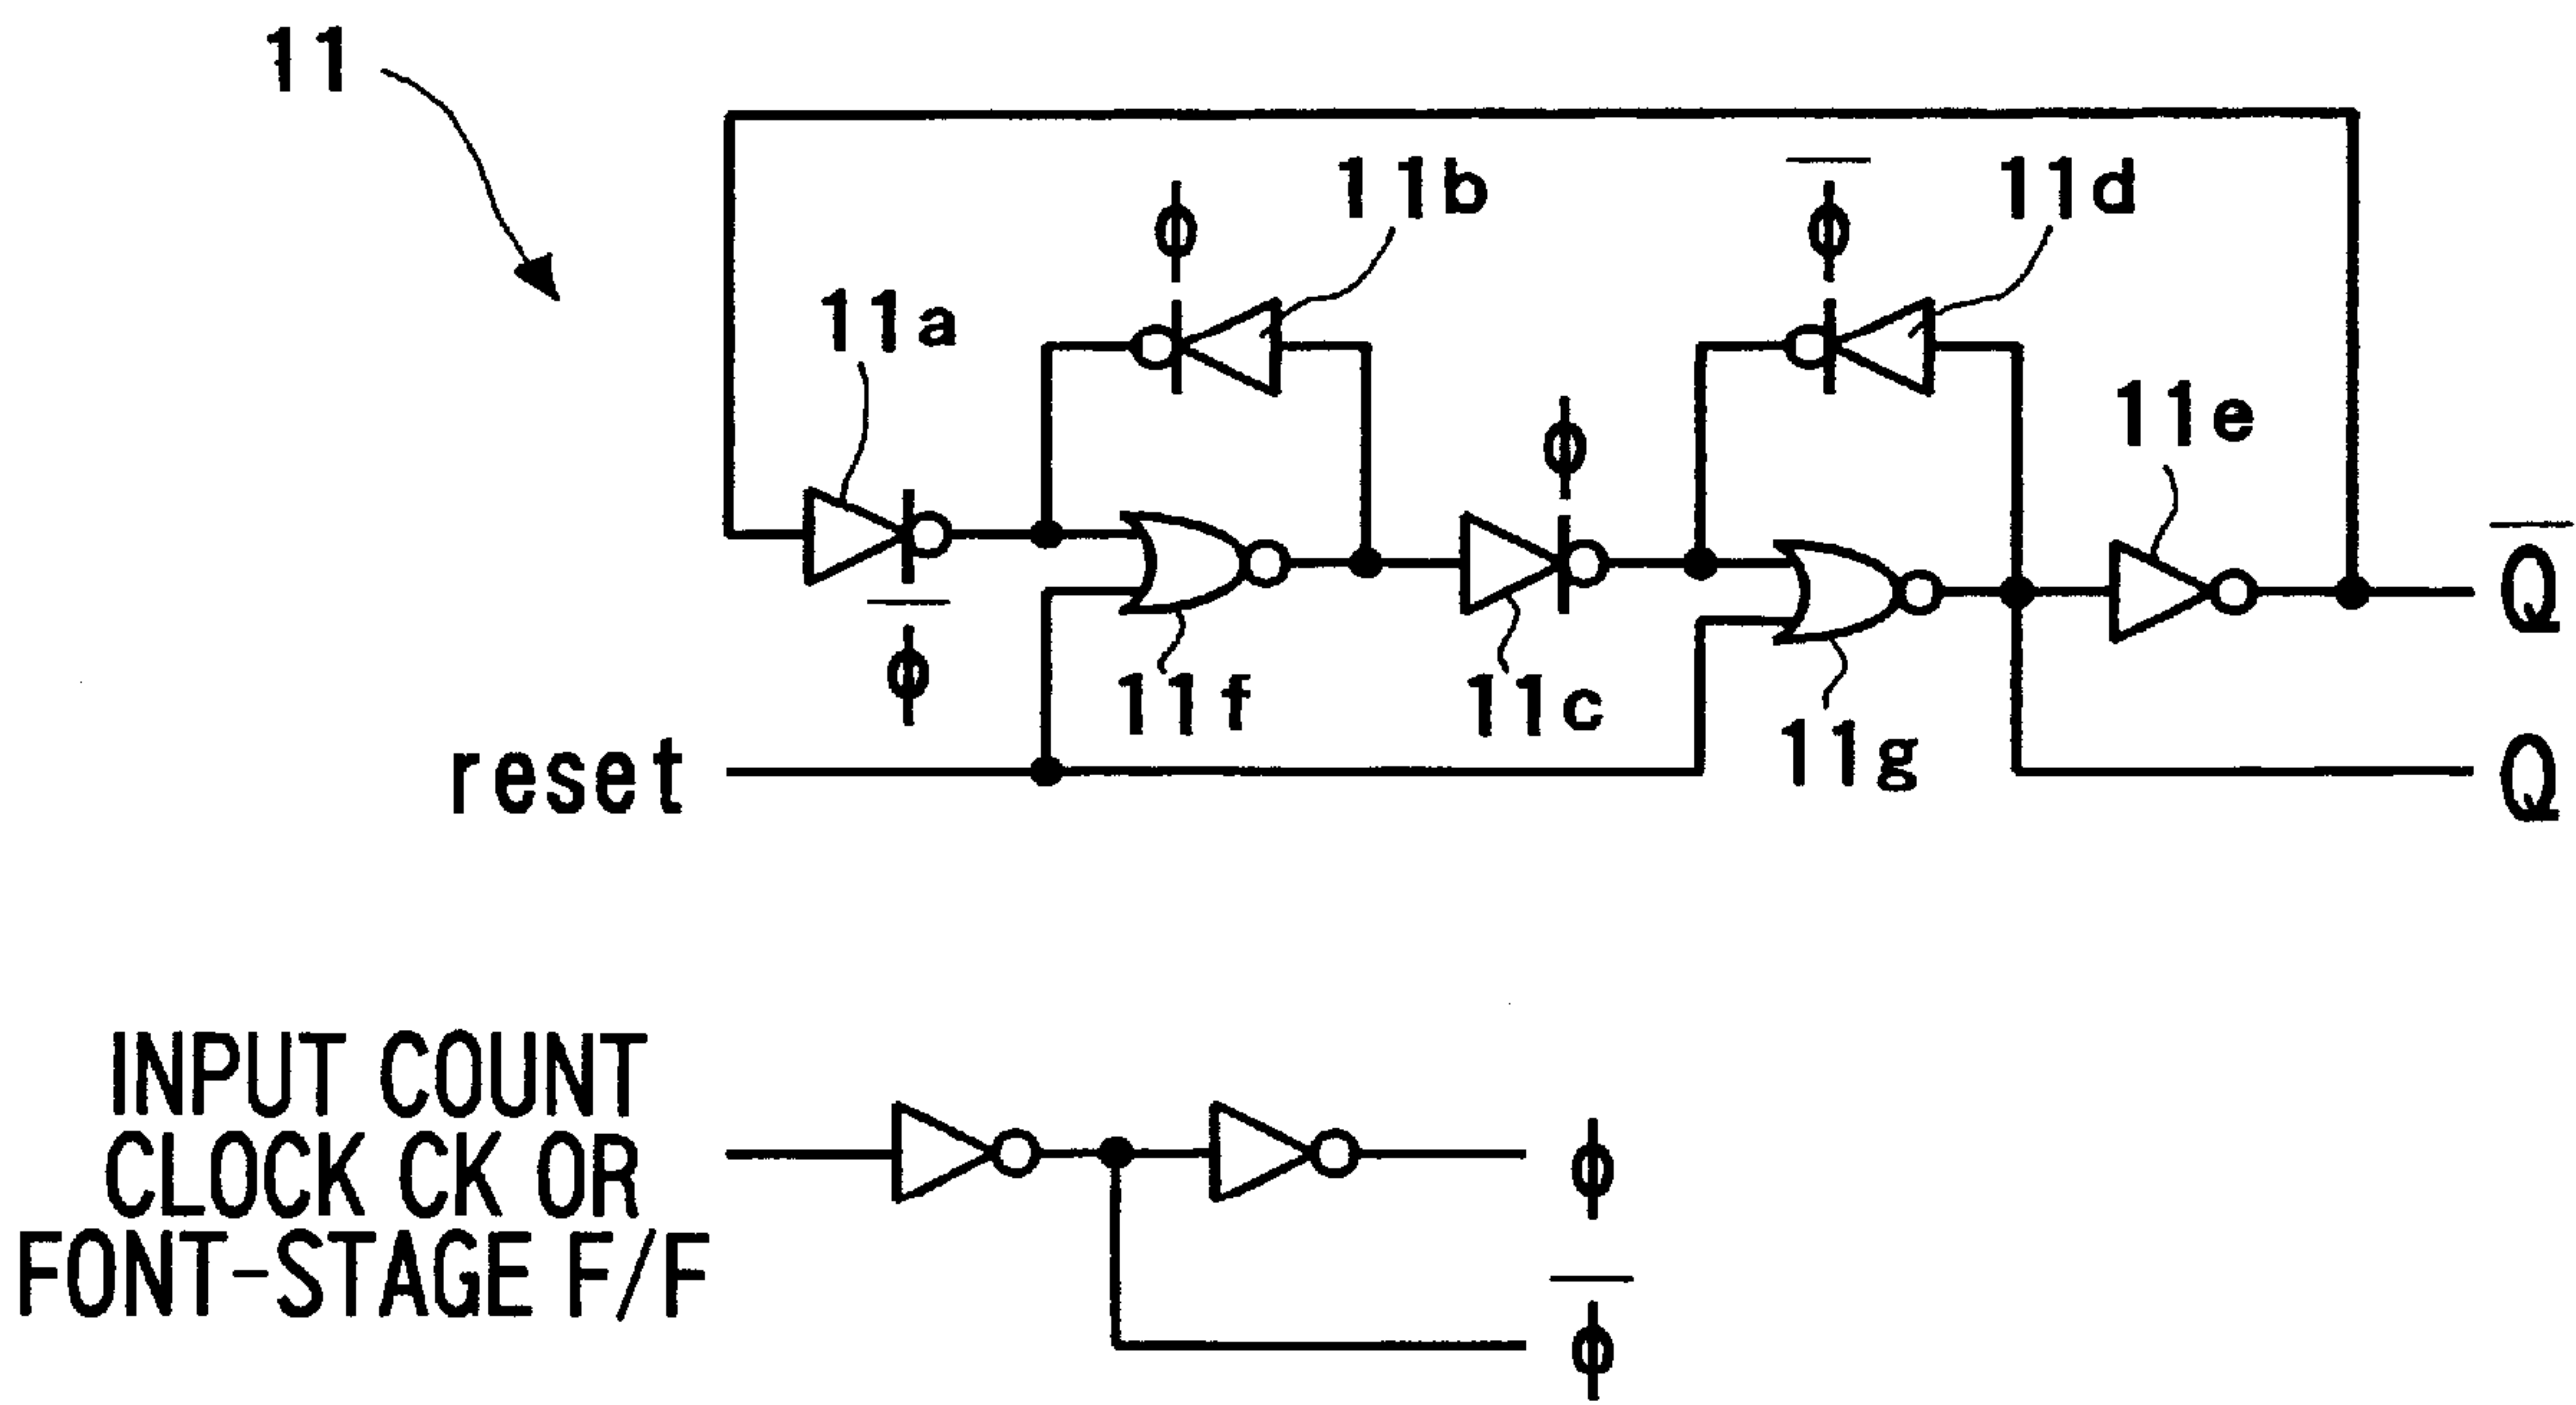 11
11b
11d
ϕ
ϕ̅
11a
11e
ϕ
Q̅
ϕ̅
11f
11c
11g
reset
Q
INPUT COUNT
CLOCK CK OR
FONT-STAGE F/F
ϕ
ϕ̅